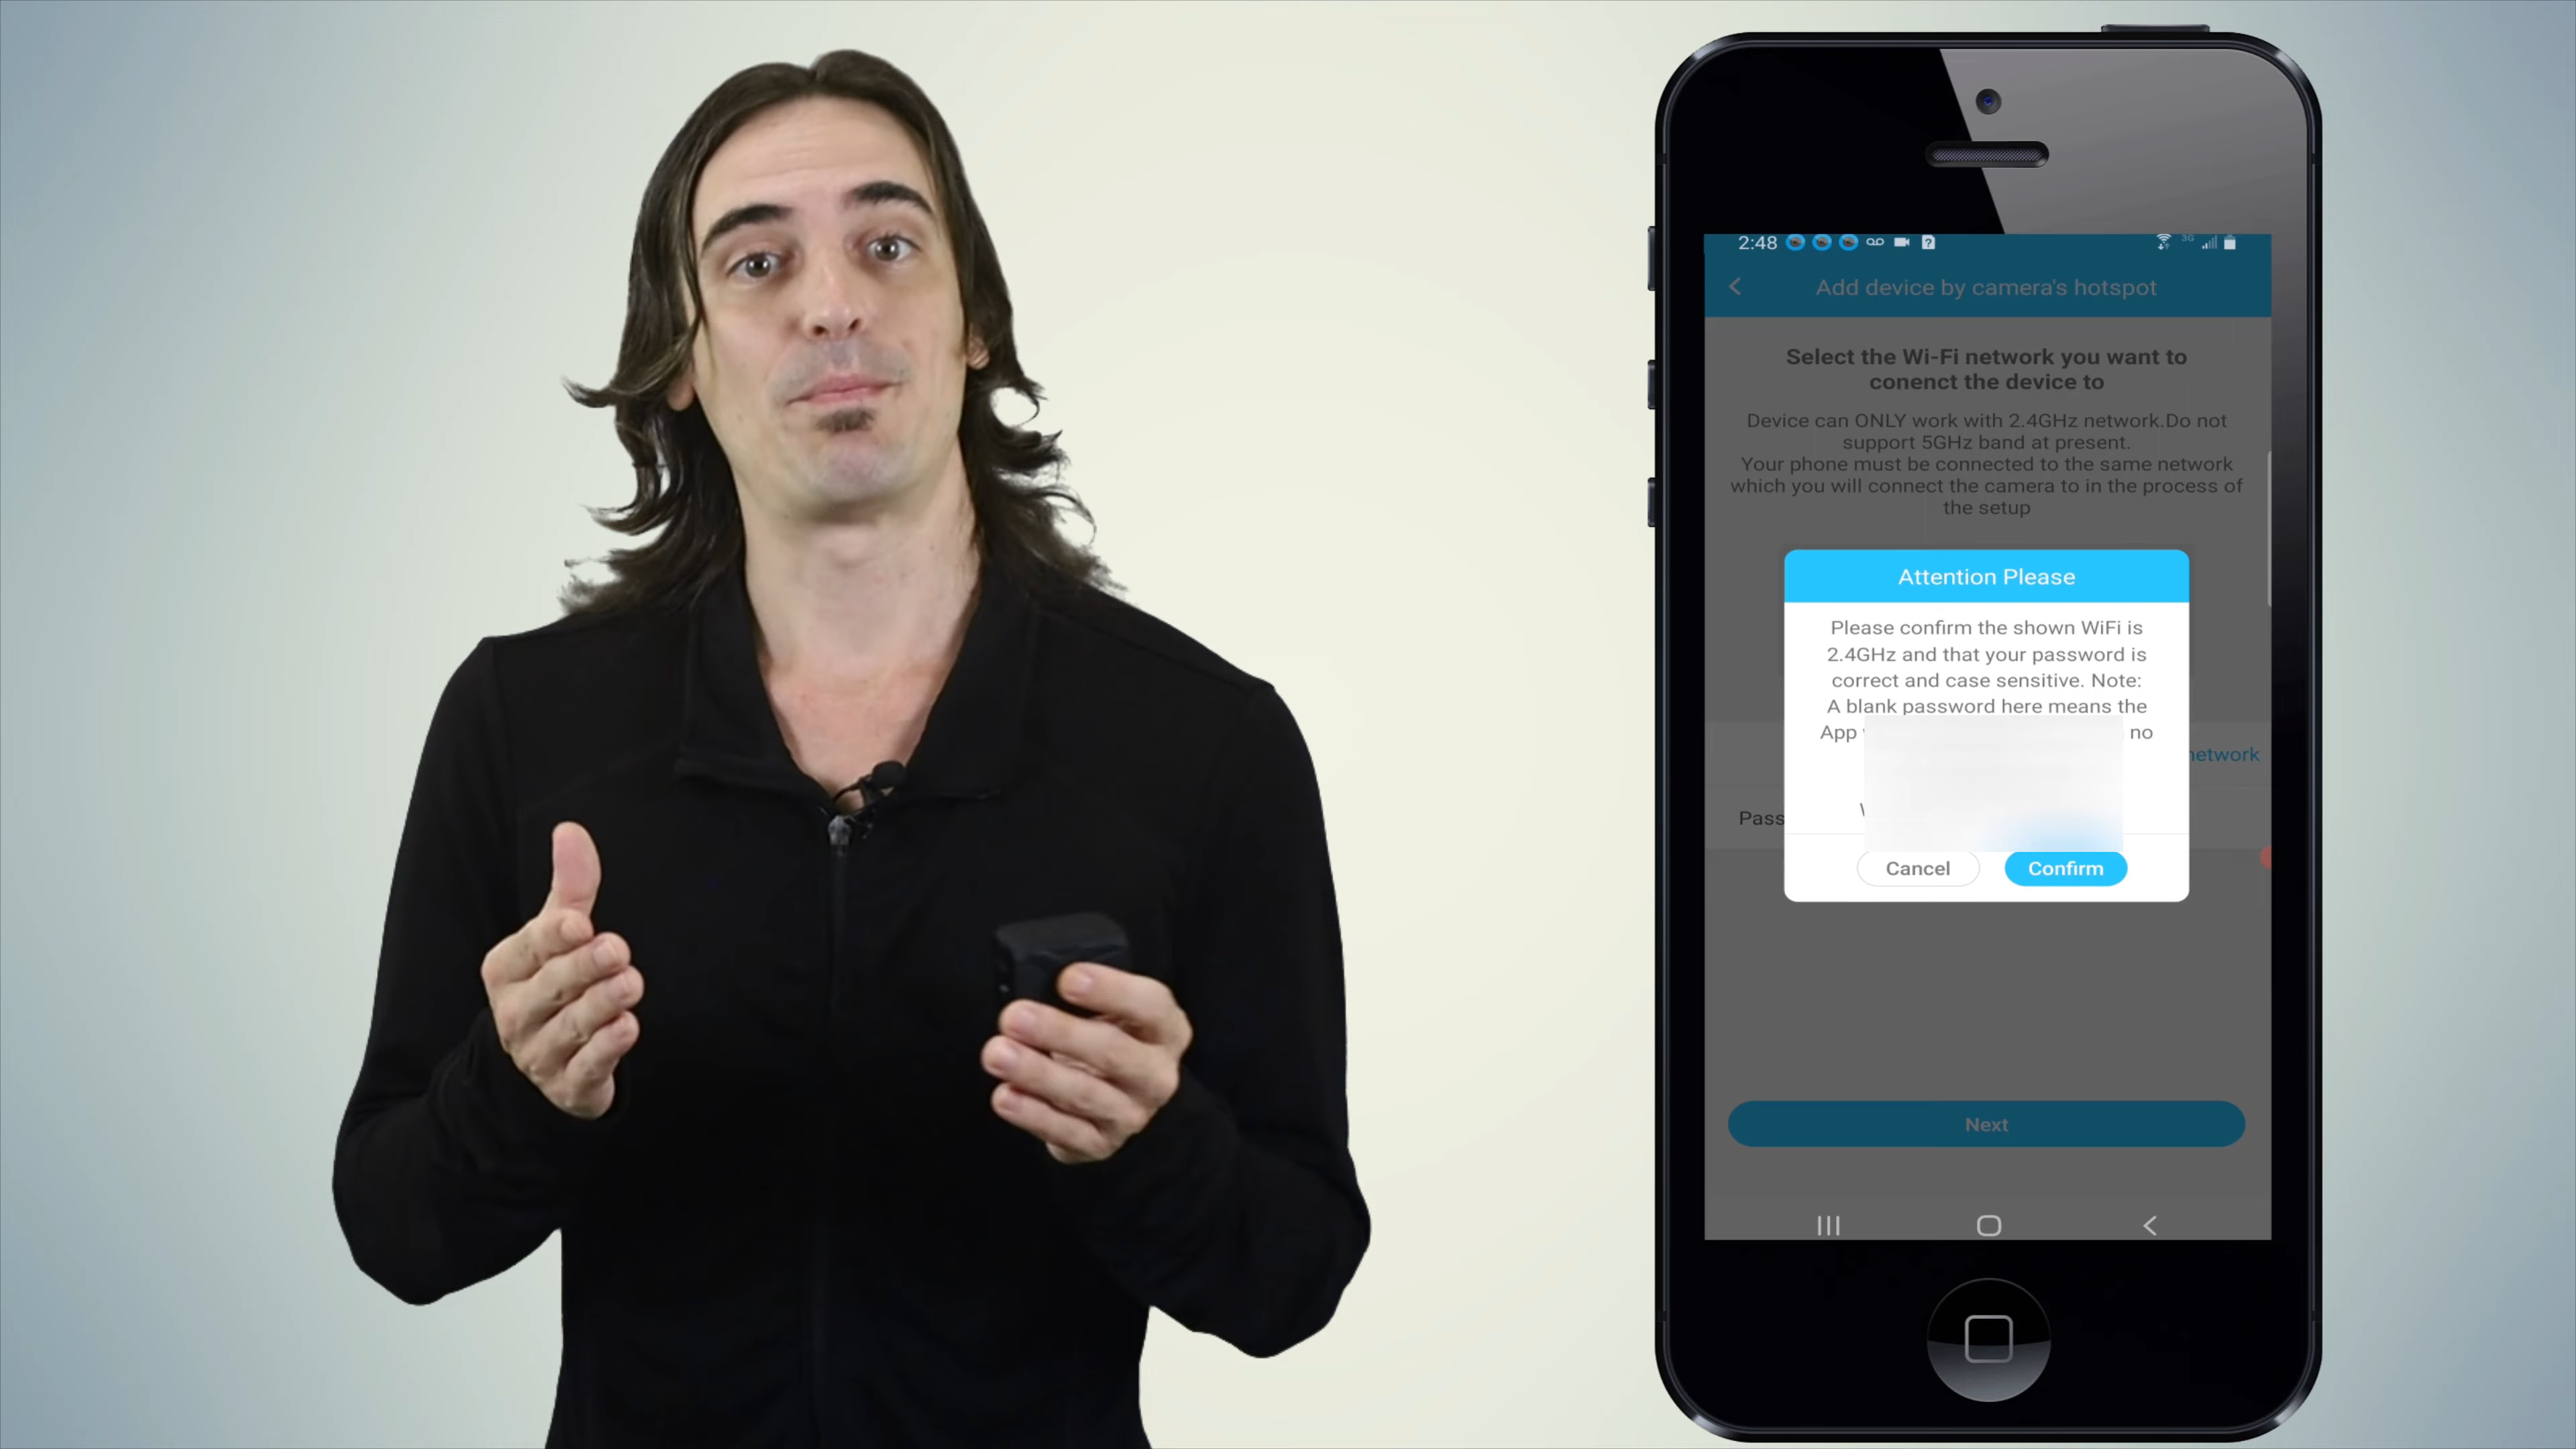 2:48
3G
Add device by camera's hotspot
Select the Wi-Fi network you want to
conenct the device to
Device can ONLY work with 2.4GHz network.Do not
support 5GHz band at present.
Your phone must be connected to the same network
which you will connect the camera to in the process of
the setup
Attention Please
Please confirm the shown WiFi is
2.4GHz and that your password is
correct and case sensitive. Note:
A blank password here means the
App no
network
Pass
Cancel Confirm
Next